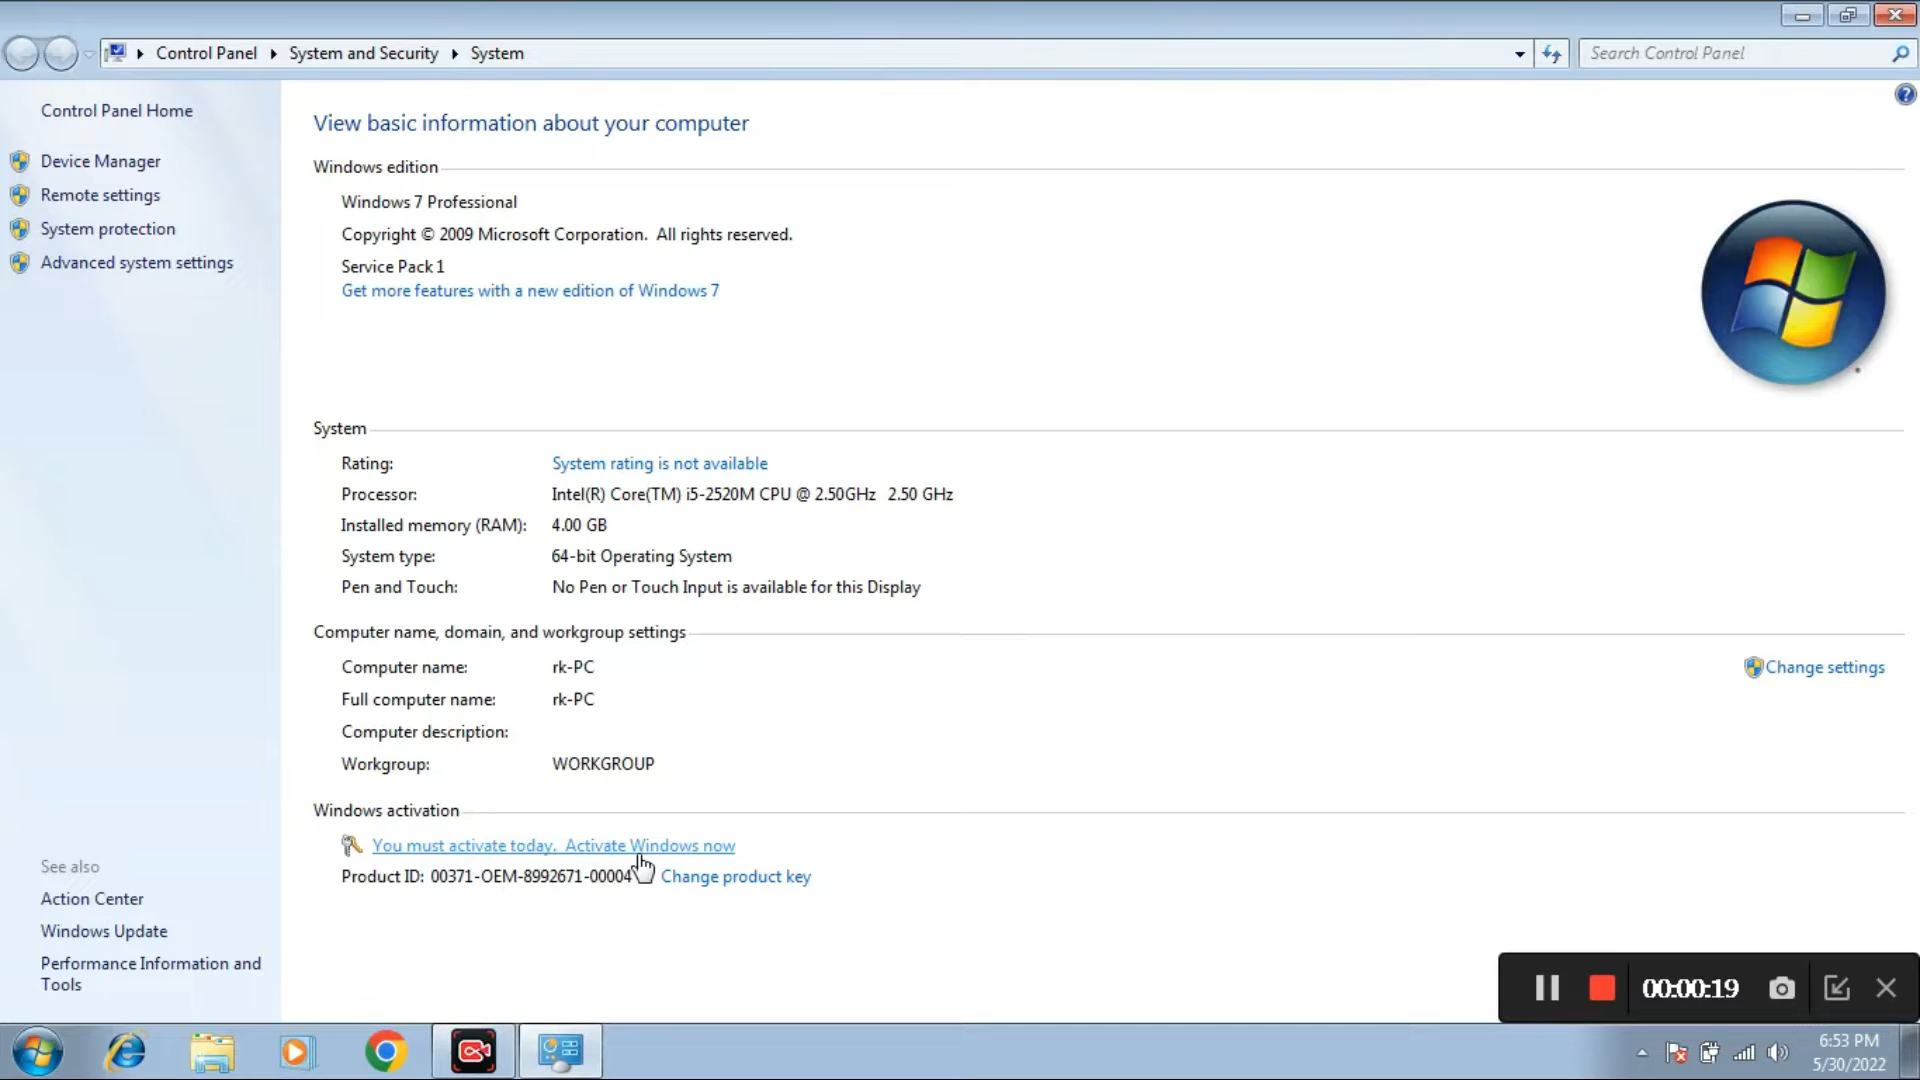 Control Panel
System and Security
System
Search Control Panel
Control Panel Home
Device Manager
Remote settings
System protection
Advanced system settings
View basic information about your computer
Windows edition
Windows 7 Professional
Copyright © 2009 Microsoft Corporation. All rights reserved.
Service Pack 1
Get more features with a new edition of Windows 7
System
Rating: System rating is not available
Processor: Intel(R) Core(TM) i5-2520M CPU @ 2.50GHz 2.50 GHz
Installed memory (RAM): 4.00 GB
System type: 64-bit Operating System
Pen and Touch: No Pen or Touch Input is available for this Display
Computer name, domain, and workgroup settings
Computer name: rk-PC
Change settings
Full computer name: rk-PC
Computer description:
Workgroup: WORKGROUP
Windows activation
You must activate today. Activate Windows now
Product ID: 00371-OEM-8992671-00004 Change product key
See also
Action Center
Windows Update
Performance Information and
Tools
00:00:19
6:53 PM
5/30/2022